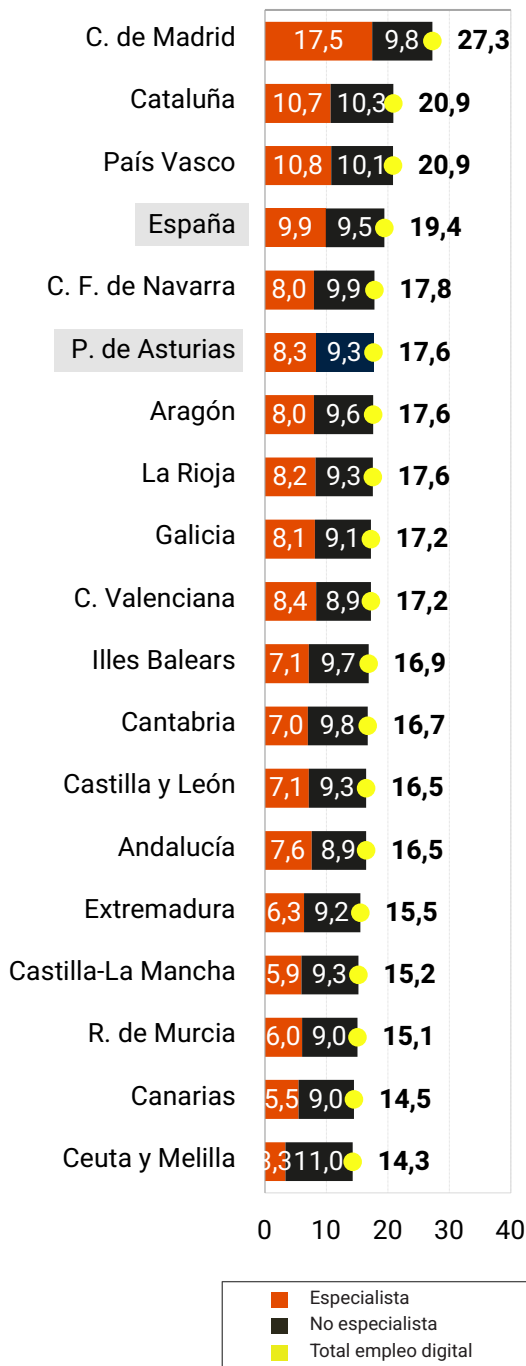 C. de Madrid 17,5 9,8 27,3
Cataluña 10,7 10,3 20,9
País Vasco 10,8 10,1 20,9
España 9,9 9,5 19,4
C. F. de Navarra 8,0 9,9 17,8
P. de Asturias 8,3 9,3 17,6
Aragón 8,0 9,6 17,6
La Rioja 8,2 9,3 17,6
Galicia 8,1 9,1 17,2
C. Valenciana 8,4 8,9 17,2
Illes Balears 7,1 9,7 16,9
Cantabria 7,0 9,8 16,7
Castilla y León 7,1 9,3 16,5
Andalucía 7,6 8,9 16,5
Extremadura 6,3 9,2 15,5
Castilla-La Mancha 5,9 9,3 15,2
R. de Murcia 6,0 9,0 15,1
Canarias 5,5 9,0 14,5
Ceuta y Melilla 3,3 11,0 14,3
0 10 20 30 40
Especialista
No especialista
Total empleo digital